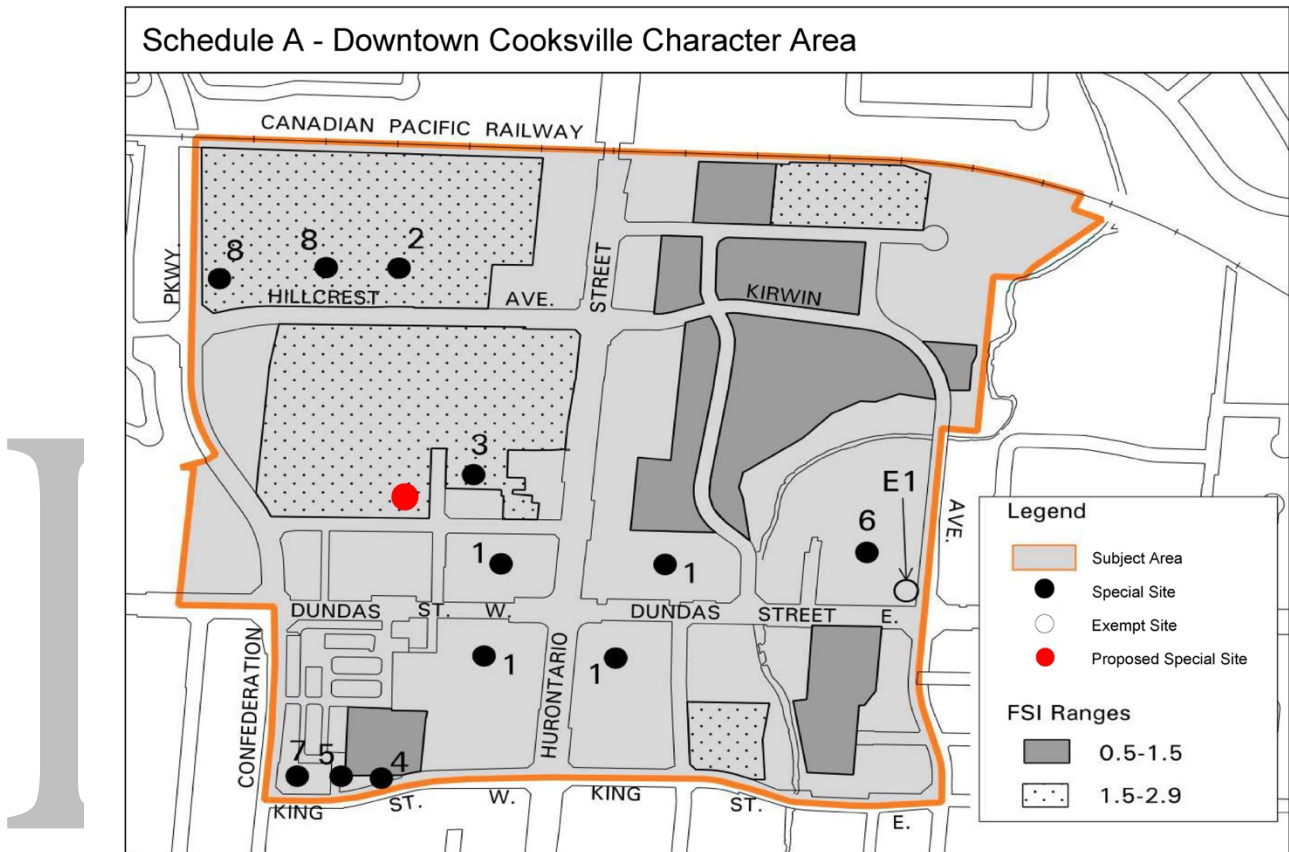 Schedule A - Downtown Cooksville Character Area
CANADIAN PACIFIC RAILWAY
PKWY.
8
8
2
STREET
HILLCREST AVE.
KIRWIN
3
E1
6
AVE.
1
1
DUNDAS ST. W. DUNDAS STREET E.
CONFEDERATION
HURONTARIO
1
1
7
5
4
KING ST. W. KING ST. E.
Legend
Subject Area
Special Site
Exempt Site
Proposed Special Site
FSI Ranges
0.5-1.5
1.5-2.9
I